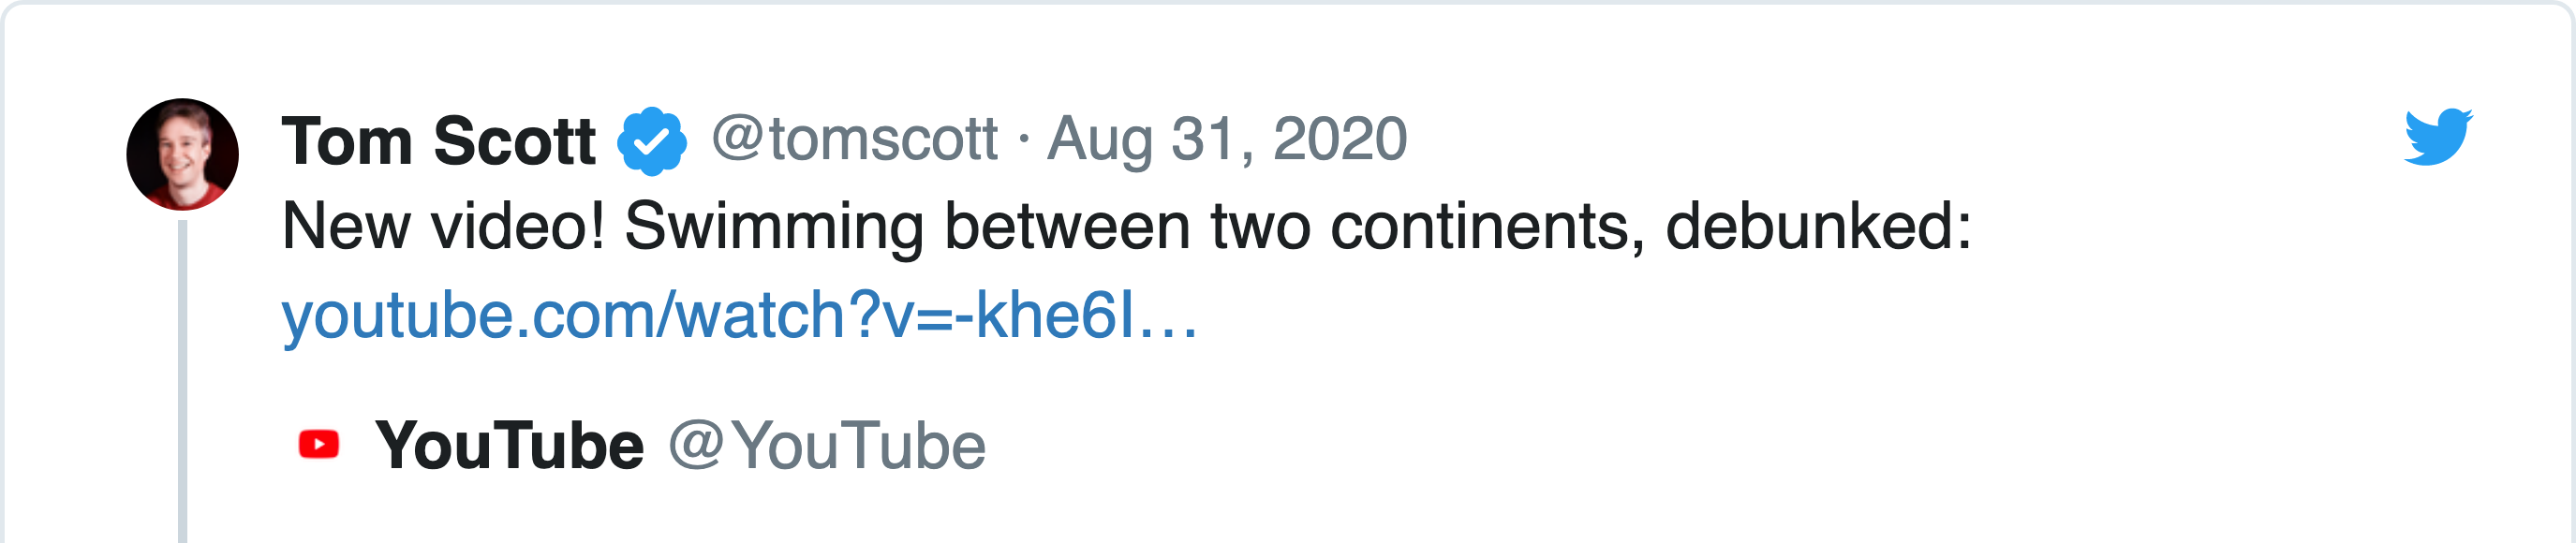 Tom Scott @tomscott · Aug 31, 2020
New video! Swimming between two continents, debunked:
youtube.com/watch?v=-khe6I…
YouTube @YouTube